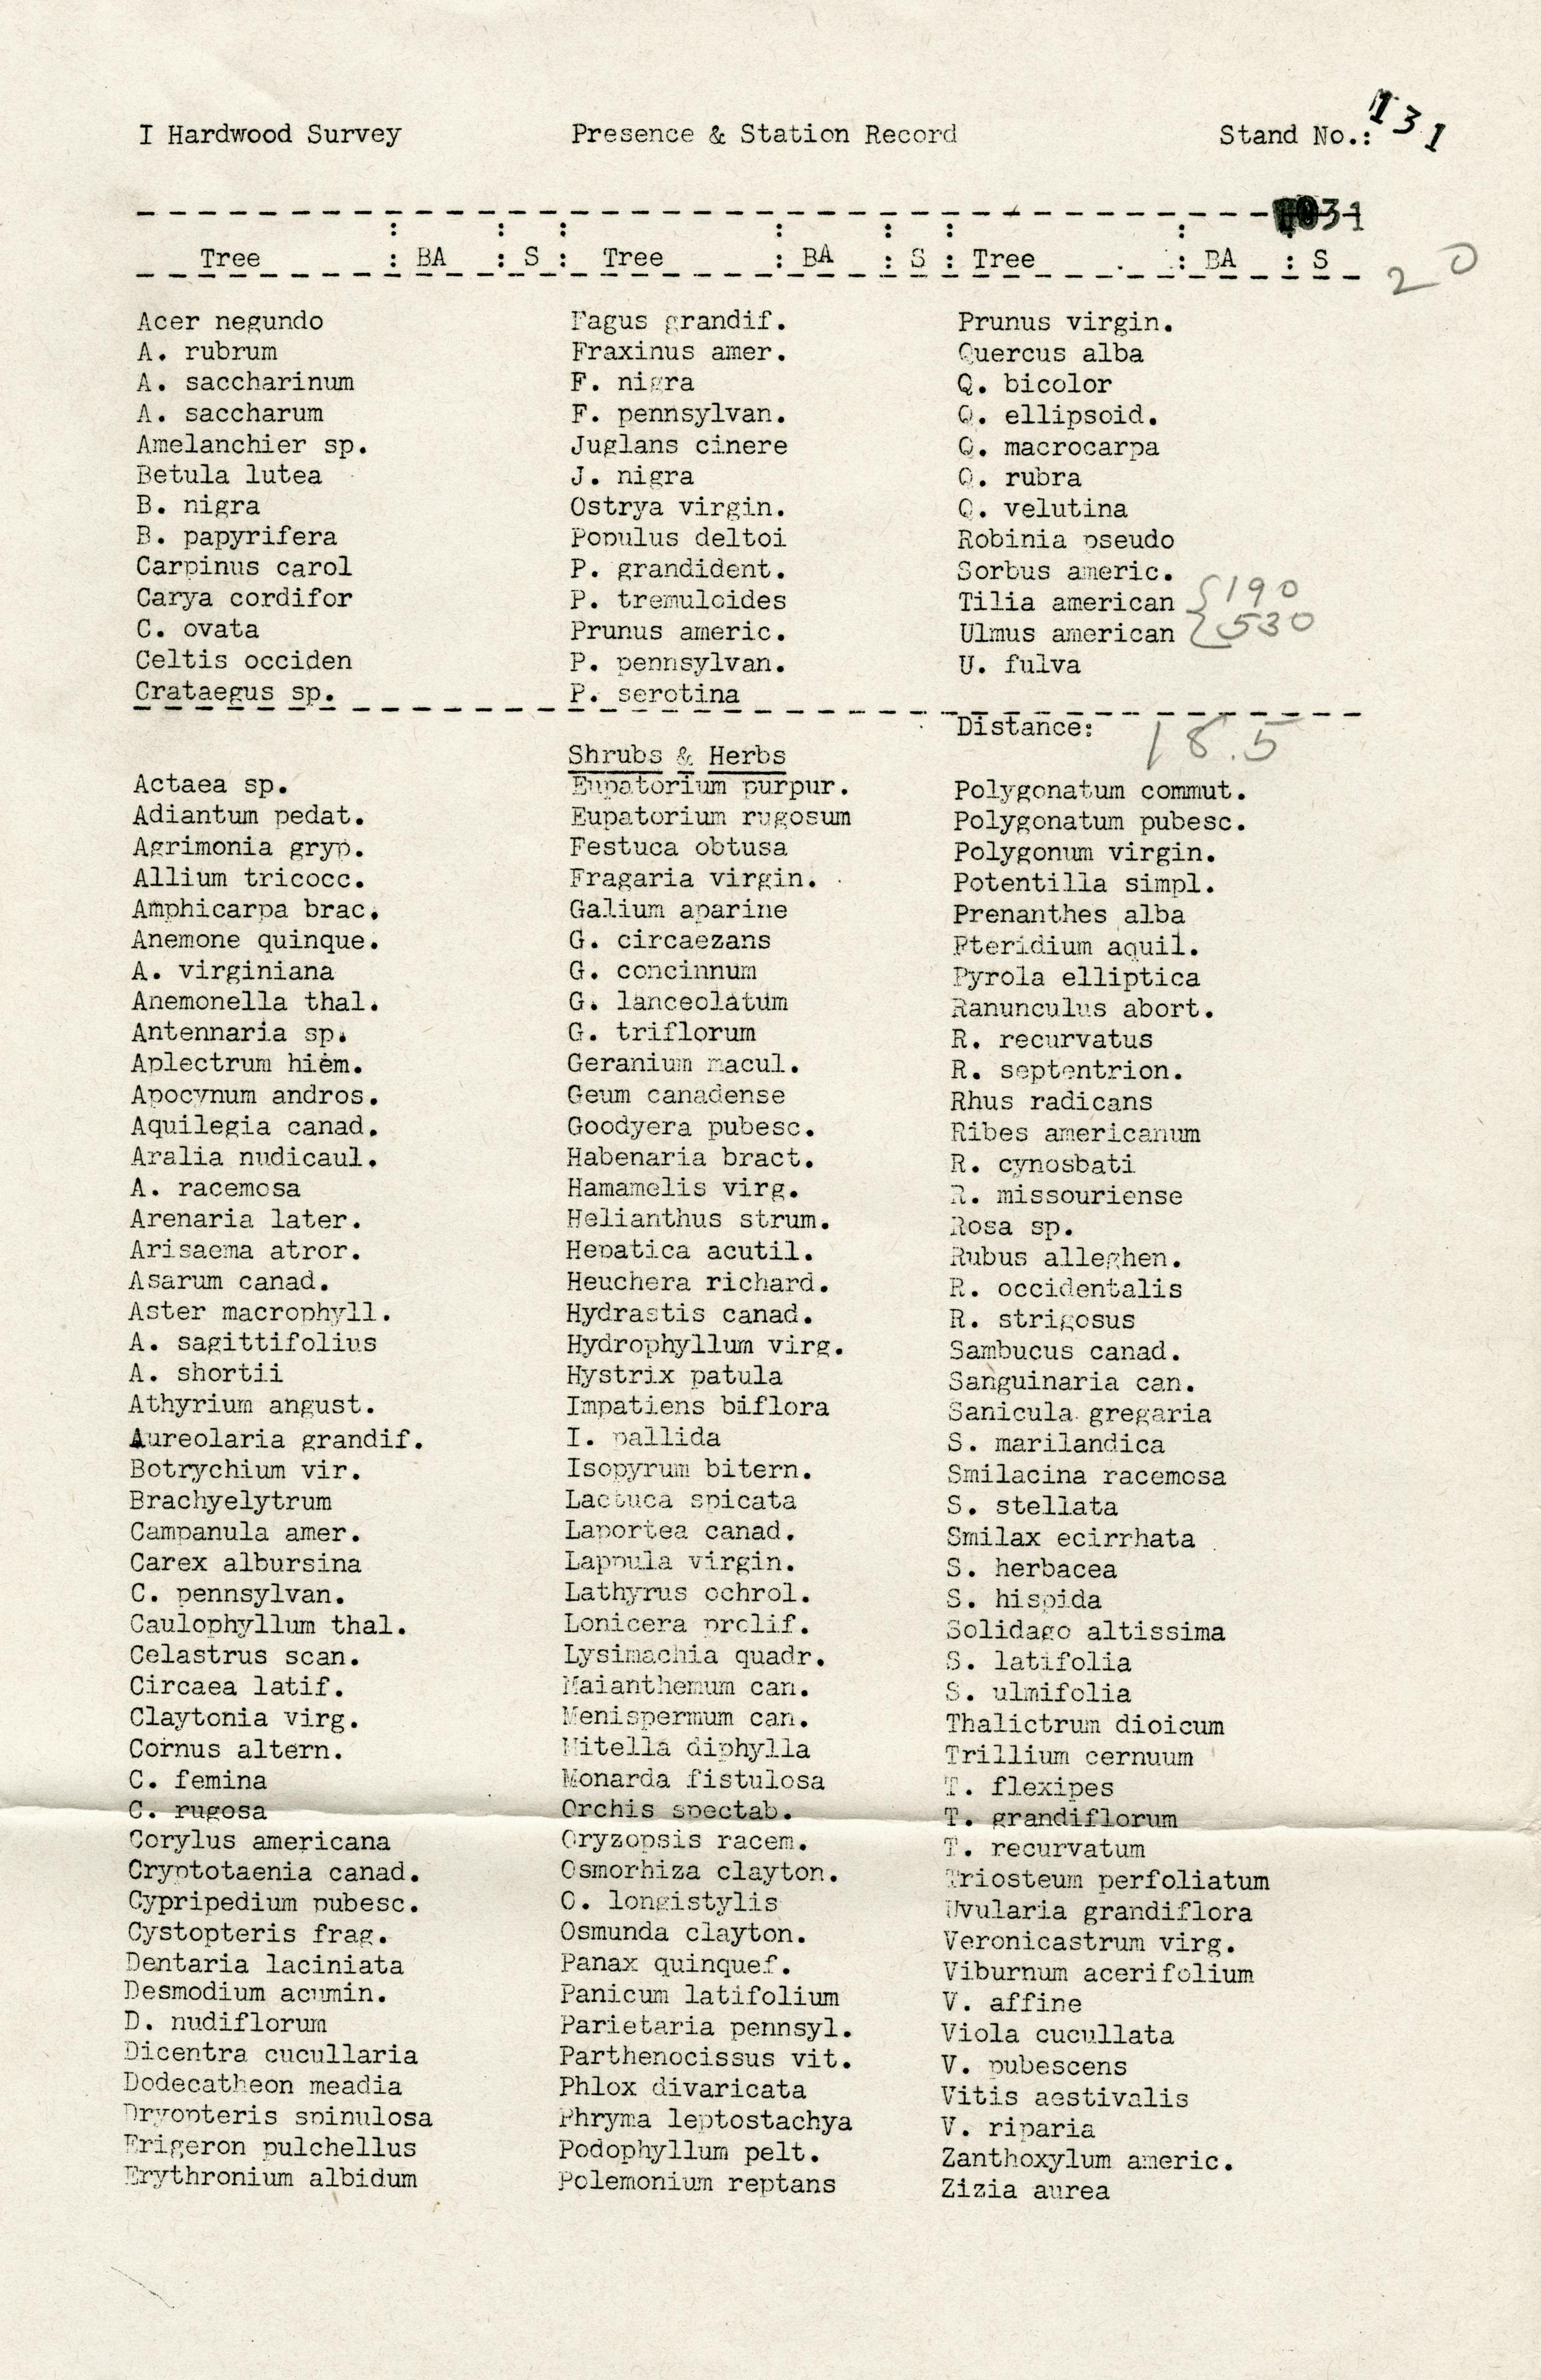 I Hardwood Survey Presence & Station Record Stand No.: 131
1031
Tree : BA : S : Tree : BA : S : Tree : BA : S
20
Acer negundo Fagus grandif. Prunus virgin.
A. rubrum Fraxinus amer. Quercus alba
A. saccharinum F. nigra Q. bicolor
A. saccharum F. pennsylvan. Q. ellipsoid.
Amelanchier sp. Juglans cinere Q. macrocarpa
Betula lutea J. nigra Q. rubra
B. nigra Ostrya virgin. Q. velutina
B. papyrifera Populus deltoi Robinia pseudo
Carpinus carol P. grandident. Sorbus americ.
Carya cordifor P. tremuloides Tilia american { 190
C. ovata Prunus americ. Ulmus american { 530
Celtis occiden P. pennsylvan. U. fulva
Crataegus sp. P. serotina
Distance: 18.5
Shrubs & Herbs
Actaea sp. Eupatorium purpur. Polygonatum commut.
Adiantum pedat. Eupatorium rugosum Polygonatum pubesc.
Agrimonia gryp. Festuca obtusa Polygonum virgin.
Allium tricocc. Fragaria virgin. Potentilla simpl.
Amphicarpa brac. Galium aparine Prenanthes alba
Anemone quinque. G. circaezans Pteridium aquil.
A. virginiana G. concinnum Pyrola elliptica
Anemonella thal. G. lanceolatum Ranunculus abort.
Antennaria sp. G. triflorum R. recurvatus
Aplectrum hiem. Geranium macul. R. septentrion.
Apocynum andros. Geum canadense Rhus radicans
Aquilegia canad. Goodyera pubesc. Ribes americanum
Aralia nudicaul. Habenaria bract. R. cynosbati
A. racemosa Hamamelis virg. R. missouriense
Arenaria later. Helianthus strum. Rosa sp.
Arisaema atror. Hepatica acutil. Rubus alleghen.
Asarum canad. Heuchera richard. R. occidentalis
Aster macrophyll. Hydrastis canad. R. strigosus
A. sagittifolius Hydrophyllum virg. Sambucus canad.
A. shortii Hystrix patula Sanguinaria can.
Athyrium angust. Impatiens biflora Sanicula gregaria
Aureolaria grandif. I. pallida S. marilandica
Botrychium vir. Isopyrum bitern. Smilacina racemosa
Brachyelytrum Lactuca spicata S. stellata
Campanula amer. Laportea canad. Smilax ecirrhata
Carex albursina Lappula virgin. S. herbacea
C. pennsylvan. Lathyrus ochrol. S. hispida
Caulophyllum thal. Lonicera prolif. Solidago altissima
Celastrus scan. Lysimachia quadr. S. latifolia
Circaea latif. Maianthemum can. S. ulmifolia
Claytonia virg. Menispermum can. Thalictrum dioicum
Cornus altern. Mitella diphylla Trillium cernuum
C. femina Monarda fistulosa T. flexipes
C. rugosa Orchis spectab. T. grandiflorum
Corylus americana Oryzopsis racem. T. recurvatum
Cryptotaenia canad. Osmorhiza clayton. Triosteum perfoliatum
Cypripedium pubesc. O. longistylis Uvularia grandiflora
Cystopteris frag. Osmunda clayton. Veronicastrum virg.
Dentaria laciniata Panax quinquef. Viburnum acerifolium
Desmodium acumin. Panicum latifolium V. affine
D. nudiflorum Parietaria pennsyl. Viola cucullata
Dicentra cucullaria Parthenocissus vit. V. pubescens
Dodecatheon meadia Phlox divaricata Vitis aestivalis
Dryopteris spinulosa Phryma leptostachya V. riparia
Erigeron pulchellus Podophyllum pelt. Zanthoxylum americ.
Erythronium albidum Polemonium reptans Zizia aurea